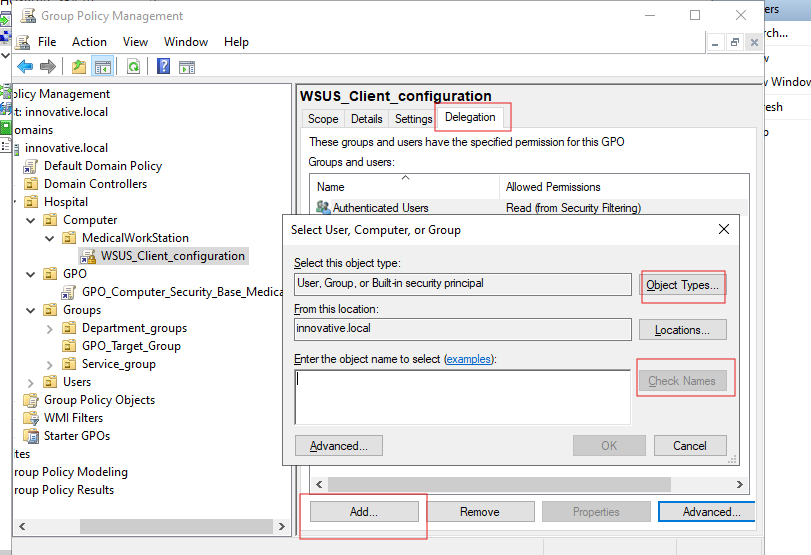 Group Policy Management
File Action View Window Help
olicy Management
t: innovative.local
omains
innovative.local
Default Domain Policy
Domain Controllers
Hospital
Computer
MedicalWorkStation
WSUS_Client_configuration
GPO
GPO_Computer_Security_Base_Medica
Groups
Department_groups
GPO_Target_Group
Service_group
Users
Group Policy Objects
WMI Filters
Starter GPOs
tes
roup Policy Modeling
roup Policy Results
WSUS_Client_configuration
Scope Details Settings Delegation
These groups and users have the specified permission for this GPO
Groups and users:
Name Allowed Permissions
Authenticated Users Read (from Security Filtering)
Select User, Computer, or Group
Select this object type:
User, Group, or Built-in security principal Object Types...
From this location:
innovative.local Locations...
Enter the object name to select (examples):
Check Names
Advanced... OK Cancel
Add... Remove Properties Advanced...
ers
rch...
w
w Window
esh